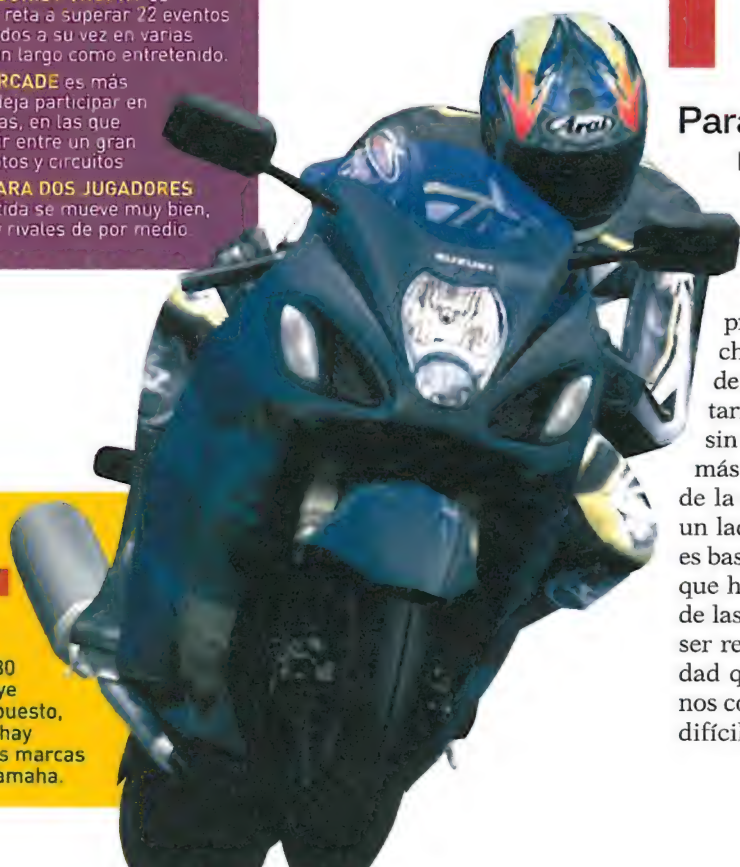 reta a superar 22 eventos
dos a su vez en varias
n largo como entretenido.
RCADE es más
eja participar en
as, en las que
ir entre un gran
tos y circuitos
ARA DOS JUGADORES
tida se mueve muy bien,
rivales de por medio
Arai
SUZUKI
Para
ch
de
tar
sin
más
de la
un lad
es bas
que h
de las
ser re
dad q
nos co
difícil
80
ye
puesto,
hay
s marcas
amaha.